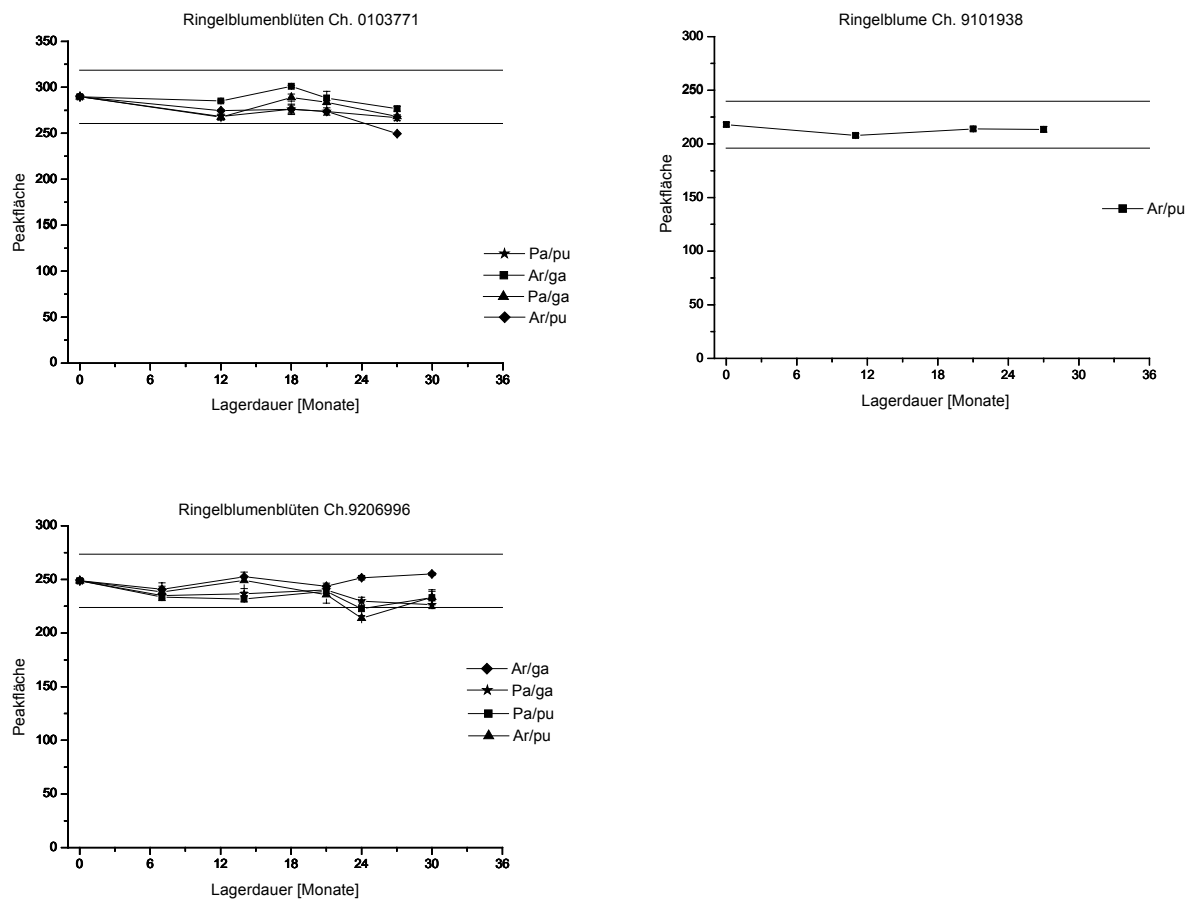 Ringelblumenblüten Ch. 0103771
350
300
250
200
150
100
50
0
Peakfläche
0 6 12 18 24 30 36
Lagerdauer [Monate]
Pa/pu
Ar/ga
Pa/ga
Ar/pu
Ringelblume Ch. 9101938
300
250
200
150
100
50
0
Peakfläche
0 6 12 18 24 30 36
Lagerdauer [Monate]
Ar/pu
Ringelblumenblüten Ch.9206996
300
250
200
150
100
50
0
Peakfläche
0 6 12 18 24 30 36
Lagerdauer [Monate]
Ar/ga
Pa/ga
Pa/pu
Ar/pu